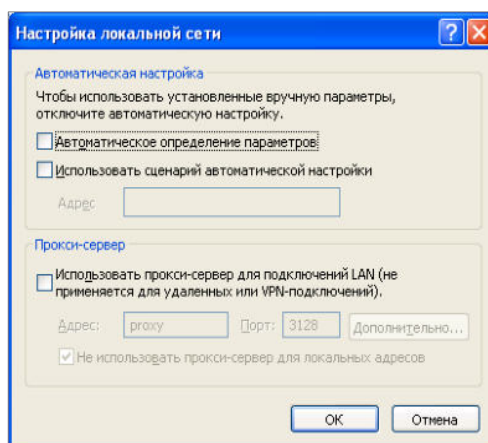 Настройка локальной сети
Автоматическая настройка
Чтобы использовать установленные вручную параметры,
отключите автоматическую настройку.
Автоматическое определение параметров
Использовать сценарий автоматической настройки
Адрес
Прокси-сервер
Использовать прокси-сервер для подключений LAN (не
применяется для удаленных или VPN-подключений).
Адрес: proxy Порт: 3128 Дополнительно...
Не использовать прокси-сервер для локальных адресов
ОК Отмена